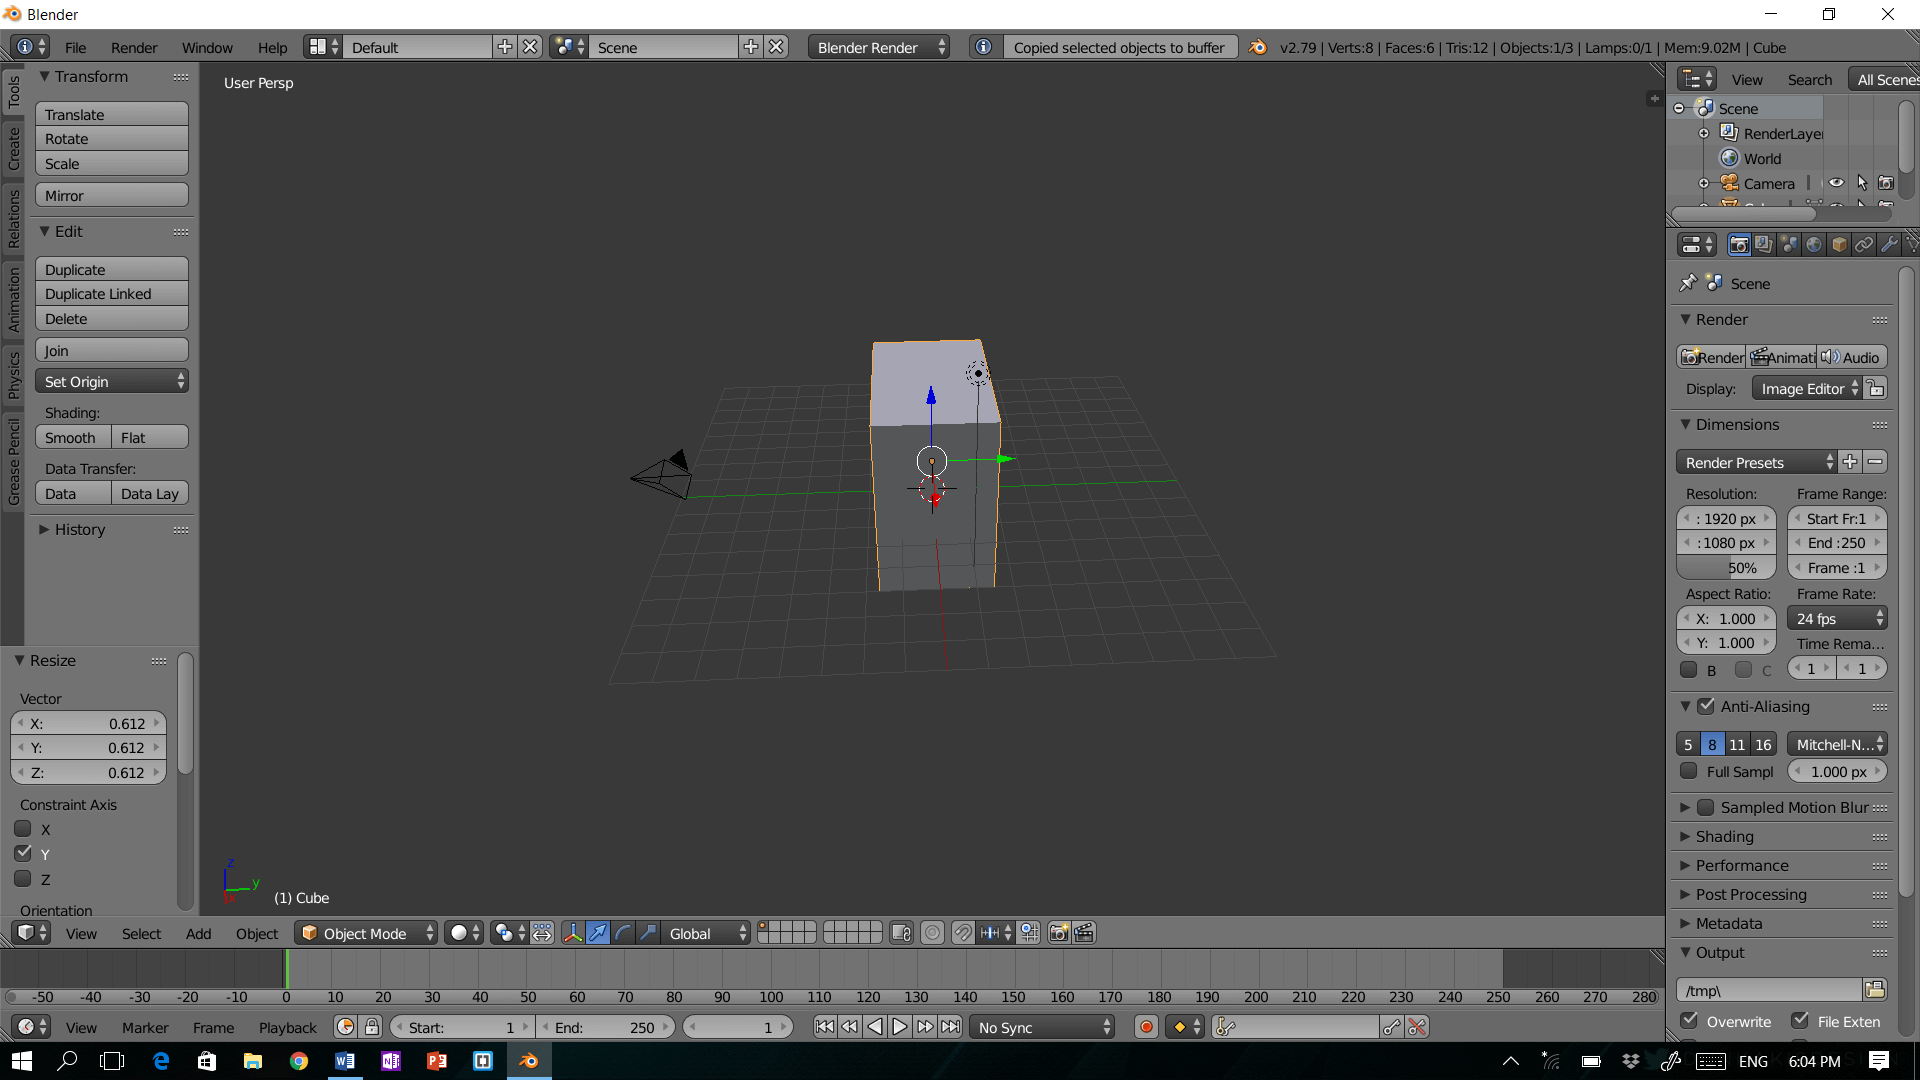 Blender
File Render Window Help Default Scene Blender Render Copied selected objects to buffer v2.79 | Verts:8 | Faces:6 | Tris:12 | Objects:1/3 | Lamps:0/1 | Mem:9.02M | Cube
Tools
Create
Relations
Animation
Physics
Grease Pencil
Transform
Translate
Rotate
Scale
Mirror
Edit
Duplicate
Duplicate Linked
Delete
Join
Set Origin
Shading:
Smooth Flat
Data Transfer:
Data Data Lay
History
Resize
Vector
X: 0.612
Y: 0.612
Z: 0.612
Constraint Axis
X
Y
Z
Orientation
User Persp
z
y
x
(1) Cube
View Select Add Object Object Mode Global
-50 -40 -30 -20 -10 0 10 20 30 40 50 60 70 80 90 100 110 120 130 140 150 160 170 180 190 200 210 220 230 240 250 260 270 280
View Marker Frame Playback Start: 1 End: 250 1 No Sync
View Search All Scenes
Scene
RenderLayer
World
Camera
Scene
Render
Render Animati Audio
Display: Image Editor
Dimensions
Render Presets
Resolution: Frame Range:
: 1920 px Start Fr:1
:1080 px End :250
50% Frame :1
Aspect Ratio: Frame Rate:
X: 1.000 24 fps
Y: 1.000 Time Rema...
B C 1 1
Anti-Aliasing
5 8 11 16 Mitchell-N...
Full Sampl 1.000 px
Sampled Motion Blur
Shading
Performance
Post Processing
Metadata
Output
/tmp\
Overwrite File Exten
ENG 6:04 PM